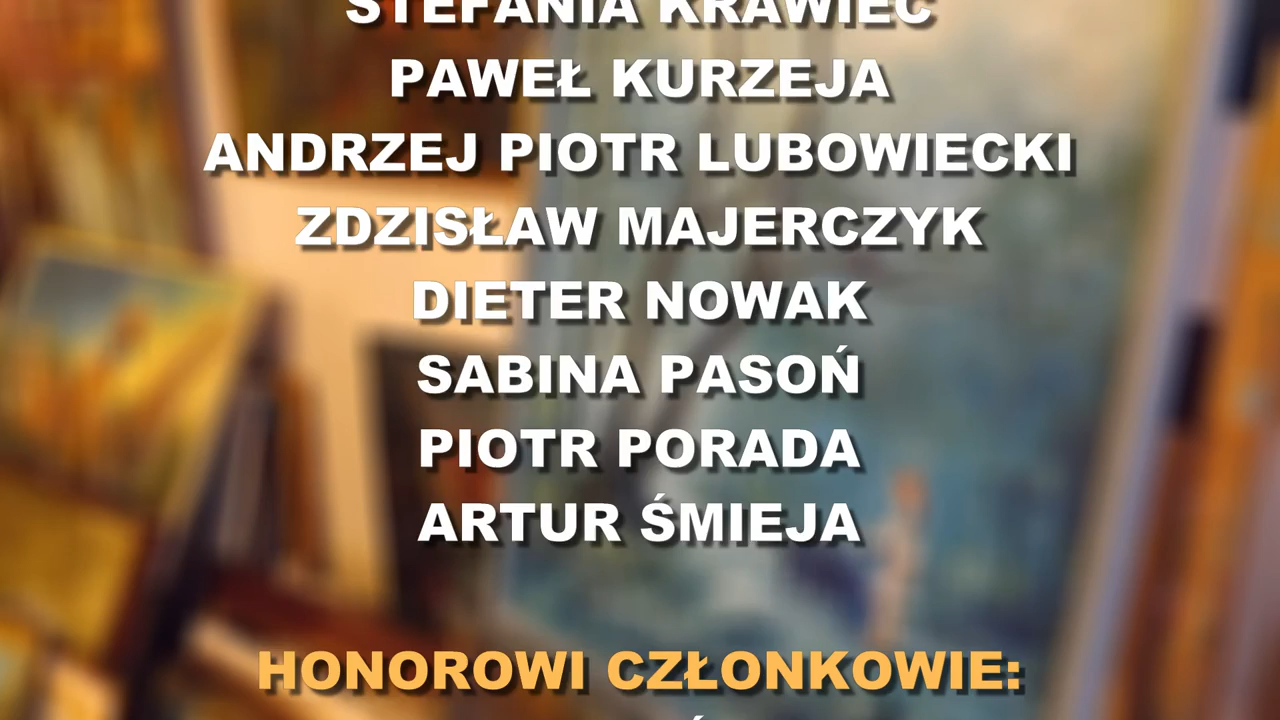 STEFANIA KRAWIEC
PAWEŁ KURZEJA
ANDRZEJ PIOTR LUBOWIECKI
ZDZISŁAW MAJERCZYK
DIETER NOWAK
SABINA PASOŃ
PIOTR PORADA
ARTUR ŚMIEJA
HONOROWI CZŁONKOWIE: